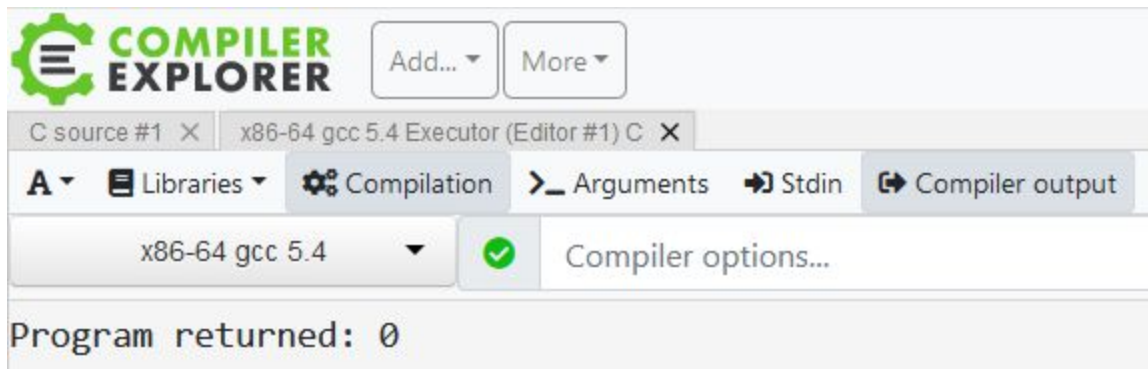 COMPILER
EXPLORER
Add...
More
C source #1
x86-64 gcc 5.4 Executor (Editor #1) C
A
Libraries
Compilation
Arguments
Stdin
Compiler output
x86-64 gcc 5.4
Compiler options...
Program returned: 0